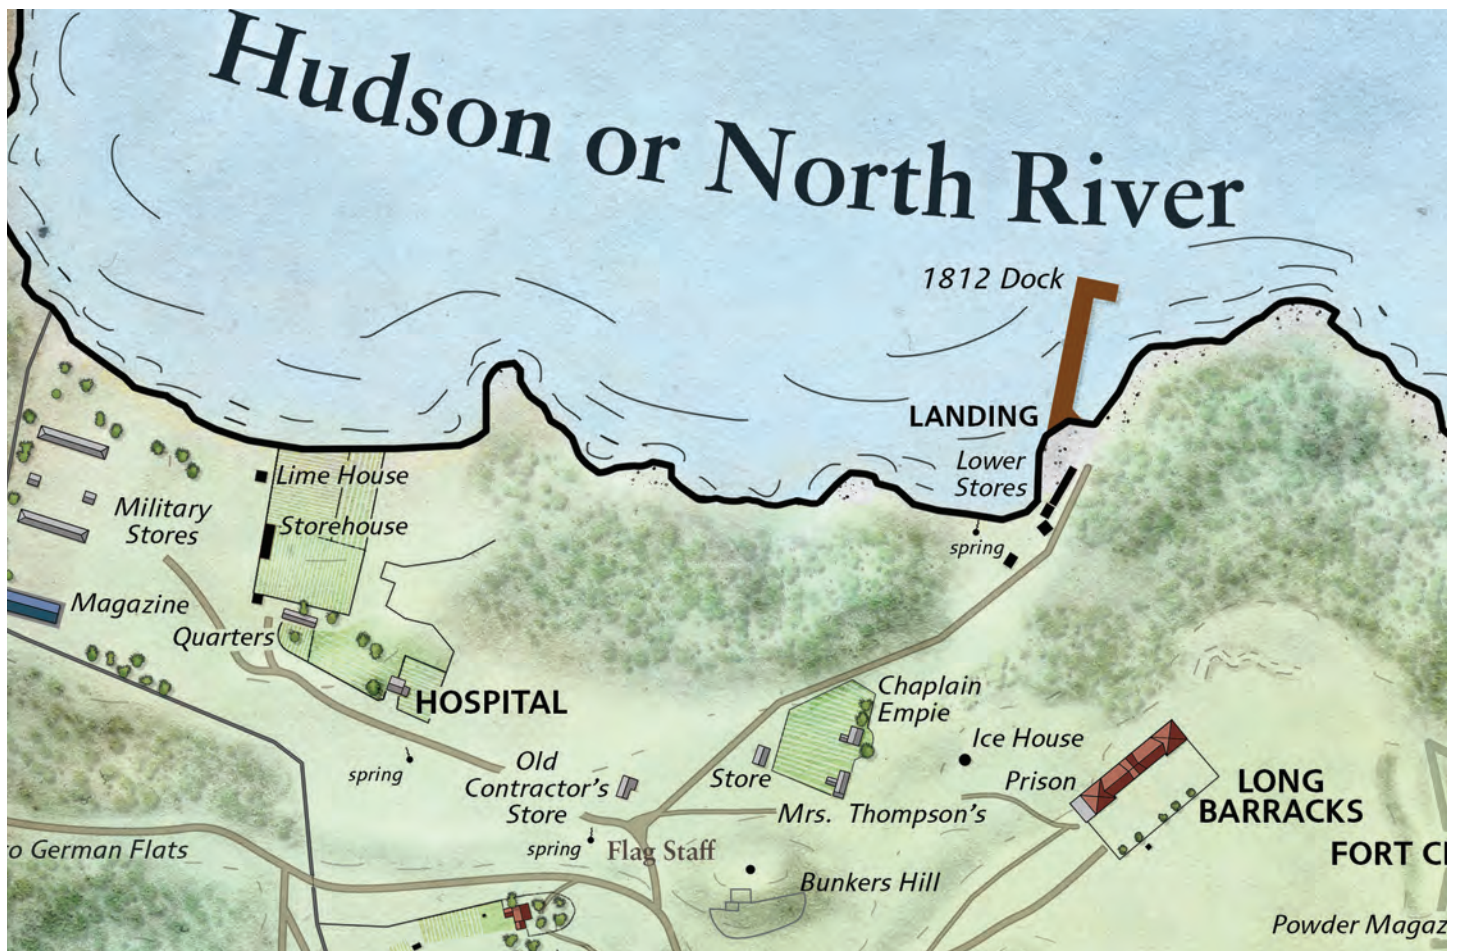 Hudson or North River
1812 Dock
LANDING
Lower
Stores
spring
Lime House
Storehouse
Military
Stores
Magazine
Quarters
HOSPITAL
spring
Old
Contractor's
Store
spring
Flag Staff
Chaplain
Empie
Store
Mrs. Thompson's
Ice House
Prison
LONG
BARRACKS
FORT C
o German Flats
Bunkers Hill
Powder Magaz